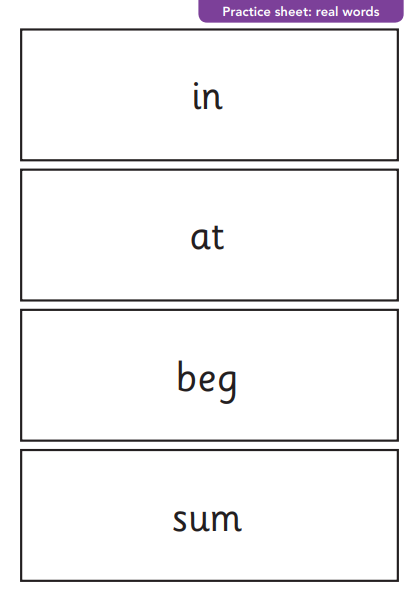 Practice sheet: real words
in
at
beg
sum